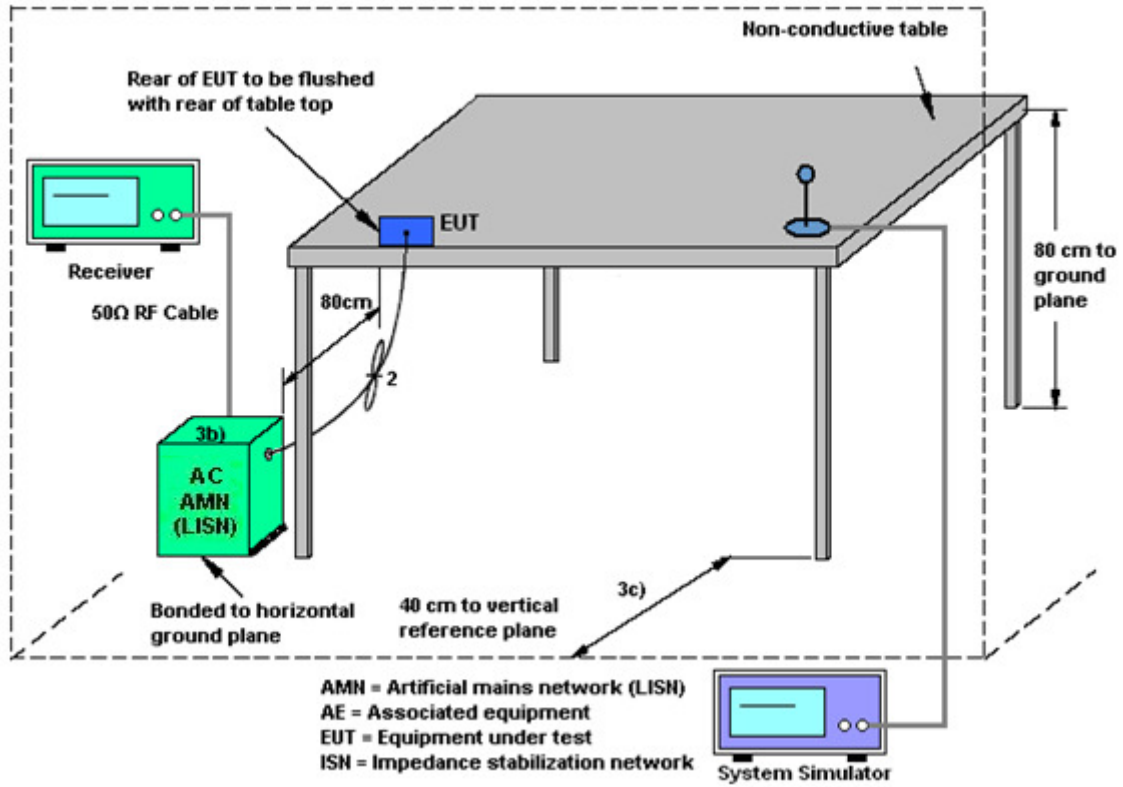 Non-conductive table
Rear of EUT to be flushed
with rear of table top
EUT
Receiver
80 cm to
ground
plane
80cm
50Ω RF Cable
2
3b)
AC
AMN
(LISN)
3c)
Bonded to horizontal
ground plane
40 cm to vertical
reference plane
AMN = Artificial mains network (LISN)
AE = Associated equipment
EUT = Equipment under test
ISN = Impedance stabilization network
System Simulator